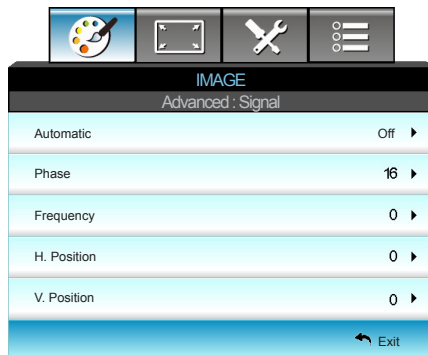 IMAGE
Advanced : Signal
Automatic Off
Phase 16
Frequency 0
H. Position 0
V. Position 0
Exit